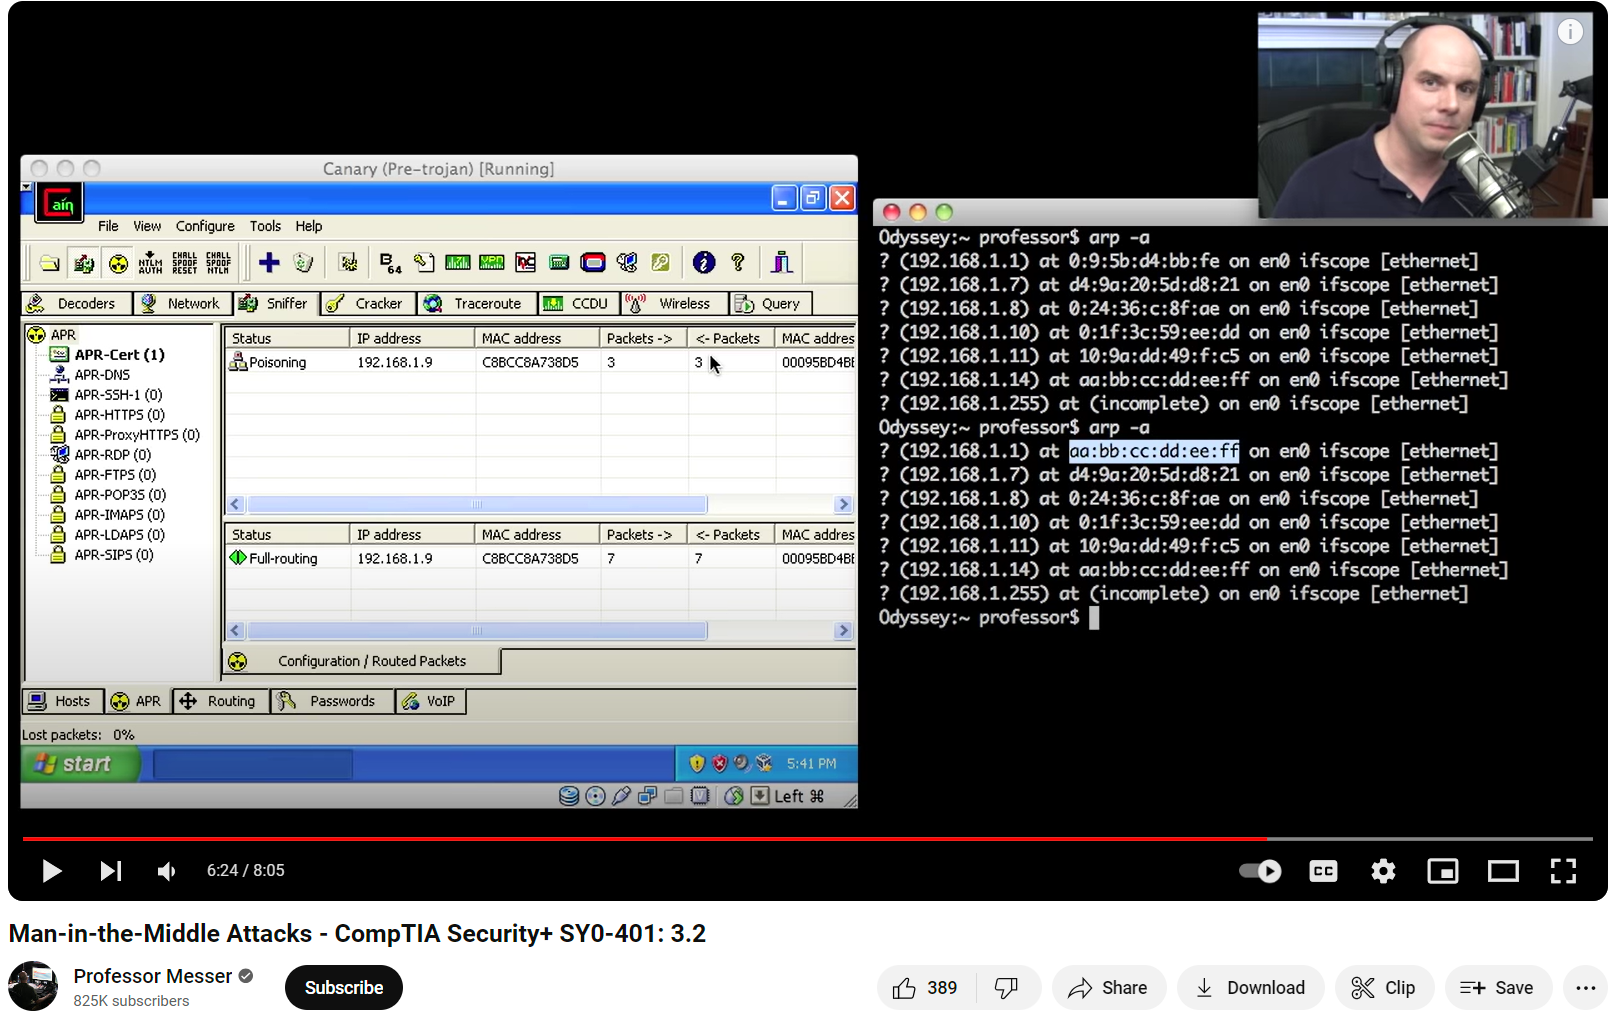 Canary (Pre-trojan) [Running]
Cain
File View Configure Tools Help
NTLM AUTH CHALL SPOOF RESET CHALL SPOOF NTLM B64
Decoders Network Sniffer Cracker Traceroute CCDU Wireless Query
APR
APR-Cert (1)
APR-DNS
APR-SSH-1 (0)
APR-HTTPS (0)
APR-ProxyHTTPS (0)
APR-RDP (0)
APR-FTPS (0)
APR-POP3S (0)
APR-IMAPS (0)
APR-LDAPS (0)
APR-SIPS (0)
Status IP address MAC address Packets -> <- Packets MAC addres
Poisoning 192.168.1.9 C8BCC8A738D5 3 3 00095BD4BB
Status IP address MAC address Packets -> <- Packets MAC addres
Full-routing 192.168.1.9 C8BCC8A738D5 7 7 00095BD4BB
Configuration / Routed Packets
Hosts APR Routing Passwords VoIP
Lost packets: 0%
start 5:41 PM
Left ⌘
Odyssey:~ professor$ arp -a
? (192.168.1.1) at 0:9:5b:d4:bb:fe on en0 ifscope [ethernet]
? (192.168.1.7) at d4:9a:20:5d:d8:21 on en0 ifscope [ethernet]
? (192.168.1.8) at 0:24:36:c:8f:ae on en0 ifscope [ethernet]
? (192.168.1.10) at 0:1f:3c:59:ee:dd on en0 ifscope [ethernet]
? (192.168.1.11) at 10:9a:dd:49:f:c5 on en0 ifscope [ethernet]
? (192.168.1.14) at aa:bb:cc:dd:ee:ff on en0 ifscope [ethernet]
? (192.168.1.255) at (incomplete) on en0 ifscope [ethernet]
Odyssey:~ professor$ arp -a
? (192.168.1.1) at aa:bb:cc:dd:ee:ff on en0 ifscope [ethernet]
? (192.168.1.7) at d4:9a:20:5d:d8:21 on en0 ifscope [ethernet]
? (192.168.1.8) at 0:24:36:c:8f:ae on en0 ifscope [ethernet]
? (192.168.1.10) at 0:1f:3c:59:ee:dd on en0 ifscope [ethernet]
? (192.168.1.11) at 10:9a:dd:49:f:c5 on en0 ifscope [ethernet]
? (192.168.1.14) at aa:bb:cc:dd:ee:ff on en0 ifscope [ethernet]
? (192.168.1.255) at (incomplete) on en0 ifscope [ethernet]
Odyssey:~ professor$
6:24 / 8:05 CC
Man-in-the-Middle Attacks - CompTIA Security+ SY0-401: 3.2
Professor Messer
825K subscribers
Subscribe
389 Share Download Clip Save